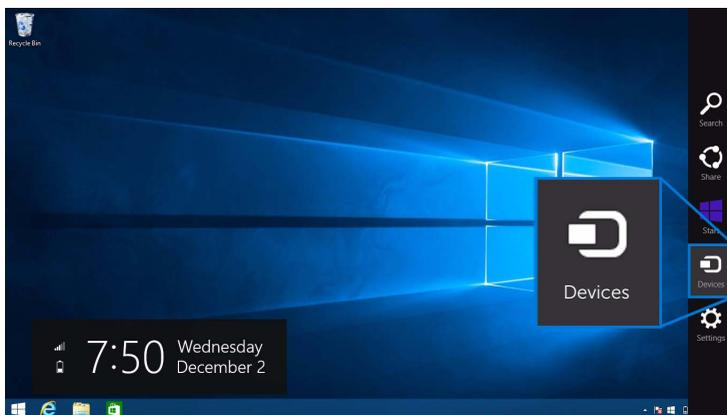 Recycle Bin
Search
Share
Start
Devices
Devices
Settings
7:50
Wednesday
December 2